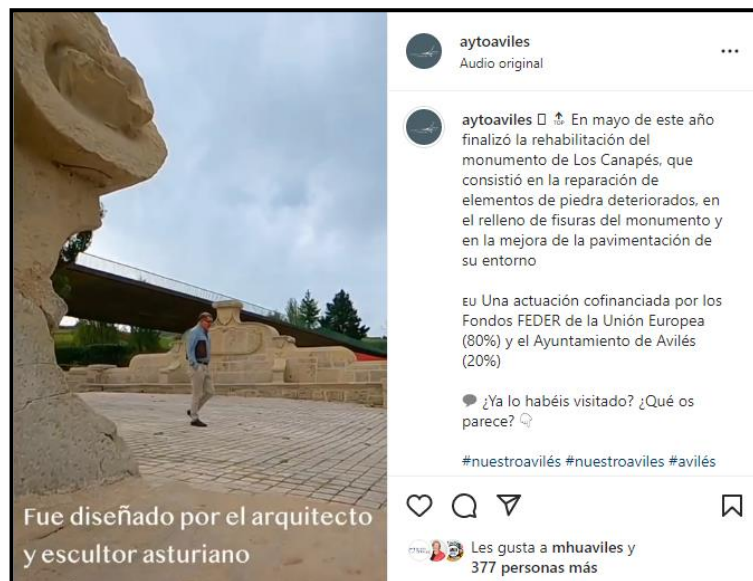 aytoaviles
Audio original
aytoaviles 🔝 En mayo de este año
finalizó la rehabilitación del
monumento de Los Canapés, que
consistió en la reparación de
elementos de piedra deteriorados, en
el relleno de fisuras del monumento y
en la mejora de la pavimentación de
su entorno
🇪🇺 Una actuación cofinanciada por los
Fondos FEDER de la Unión Europea
(80%) y el Ayuntamiento de Avilés
(20%)
💬 ¿Ya lo habéis visitado? ¿Qué os
parece? 👇
#nuestroavilés #nuestroaviles #avilés
Les gusta a mhuaviles y
377 personas más
Fue diseñado por el arquitecto
y escultor asturiano